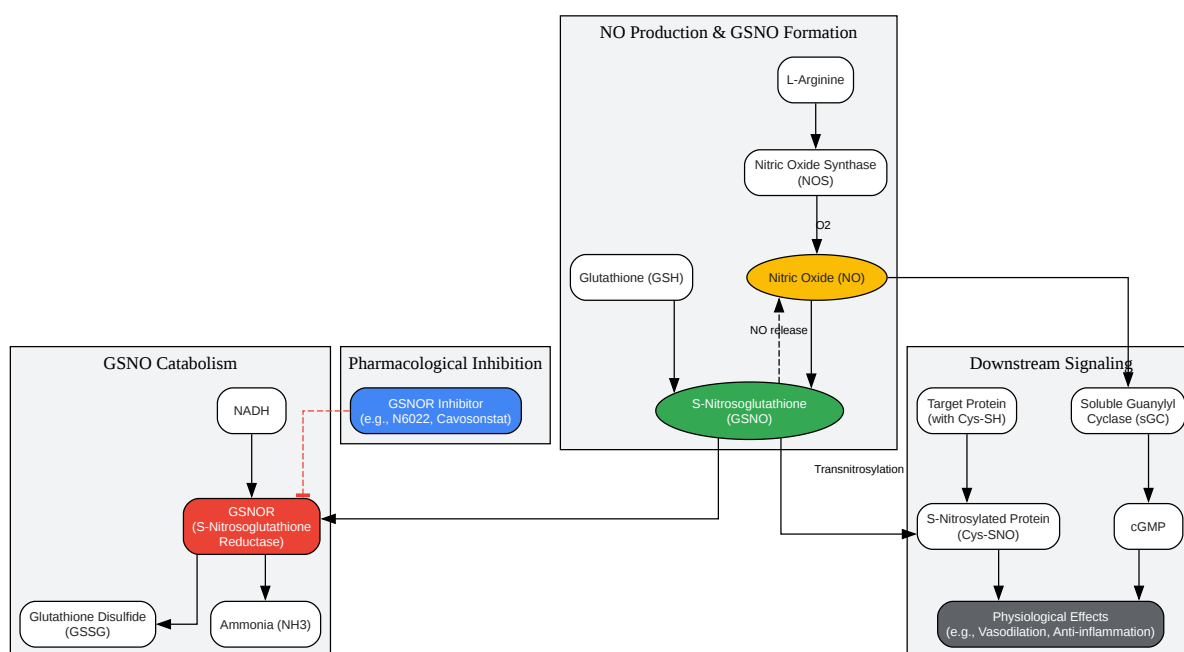 NO Production & GSNO Formation
L-Arginine
Nitric Oxide Synthase
(NOS)
O2
Glutathione (GSH)
Nitric Oxide (NO)
NO release
S-Nitrosoglutathione
(GSNO)
GSNO Catabolism
NADH
GSNOR
(S-Nitrosoglutathione
Reductase)
Glutathione Disulfide
(GSSG)
Ammonia (NH3)
Pharmacological Inhibition
GSNOR Inhibitor
(e.g., N6022, Cavosonstat)
Transnitrosylation
Downstream Signaling
Target Protein
(with Cys-SH)
Soluble Guanylyl
Cyclase (sGC)
S-Nitrosylated Protein
(Cys-SNO)
cGMP
Physiological Effects
(e.g., Vasodilation, Anti-inflammation)